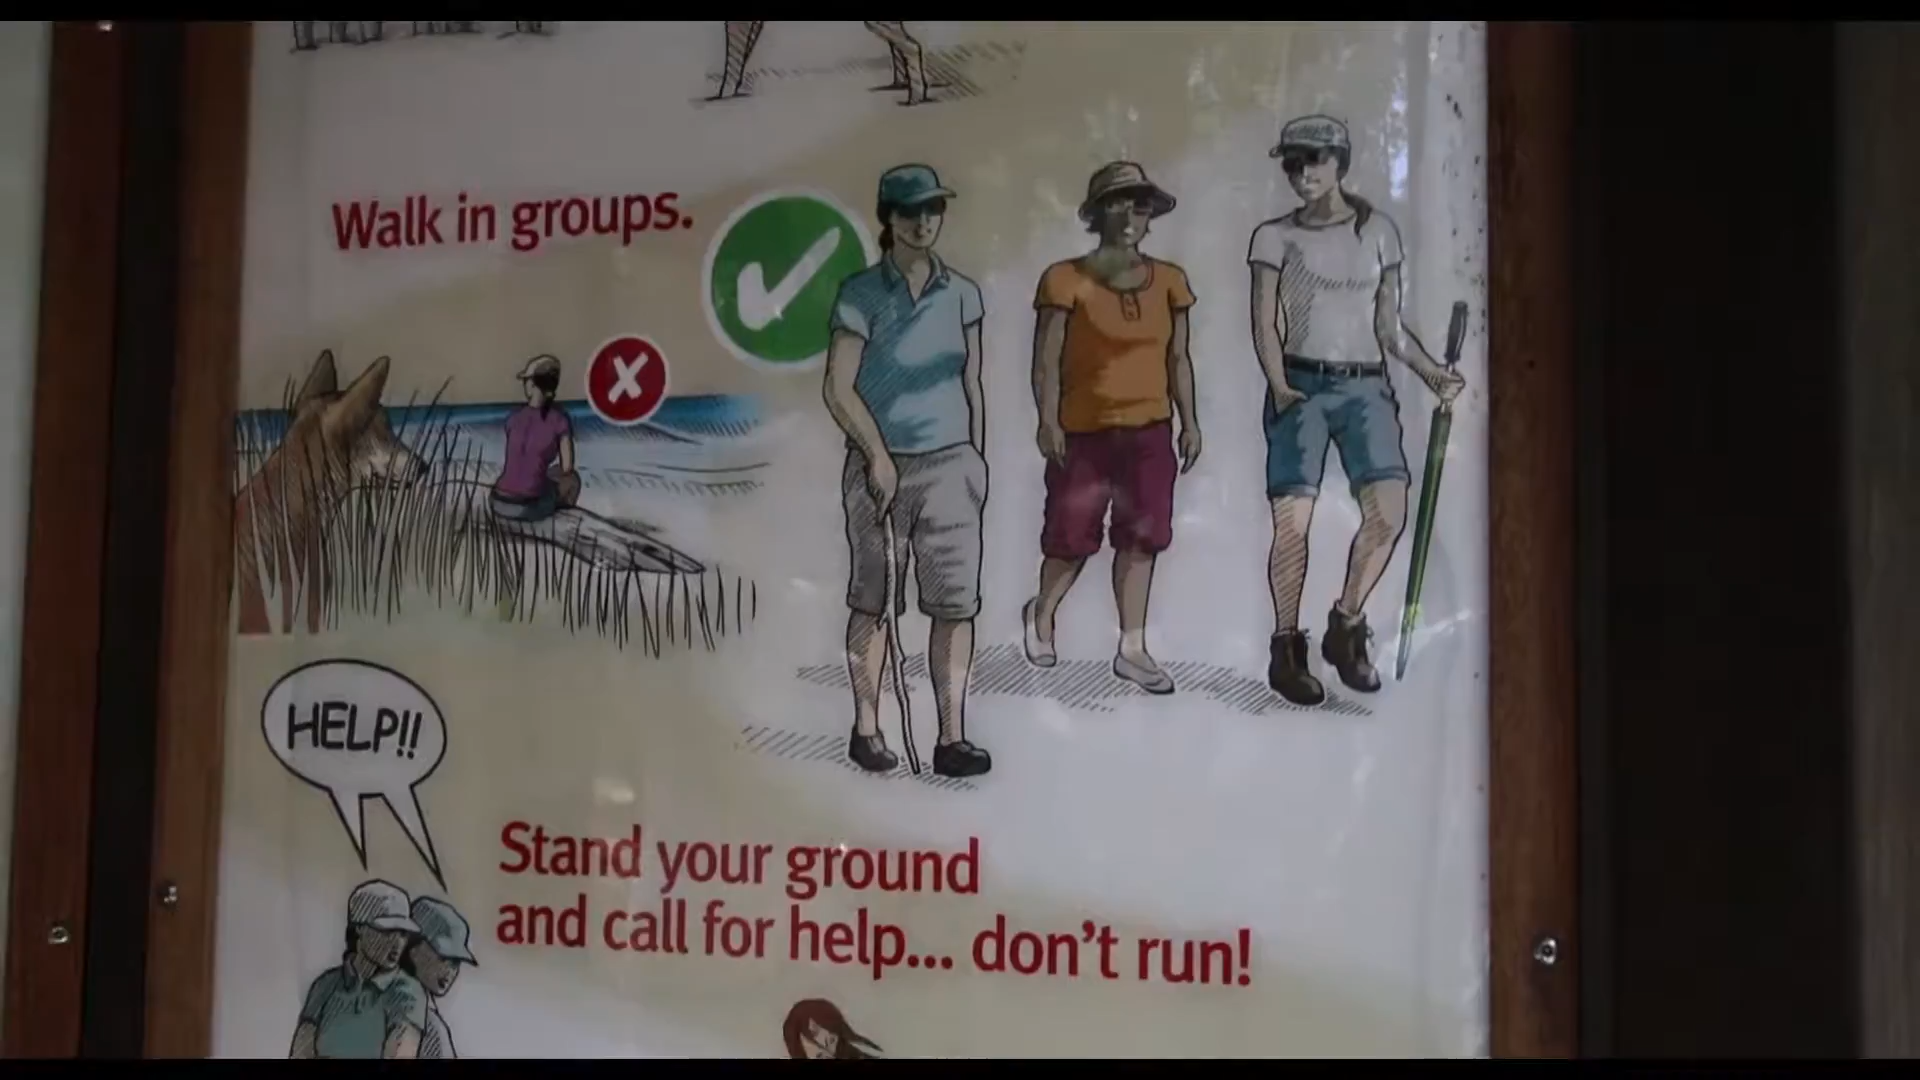 Walk in groups.
HELP!!
Stand your ground
and call for help... don't run!